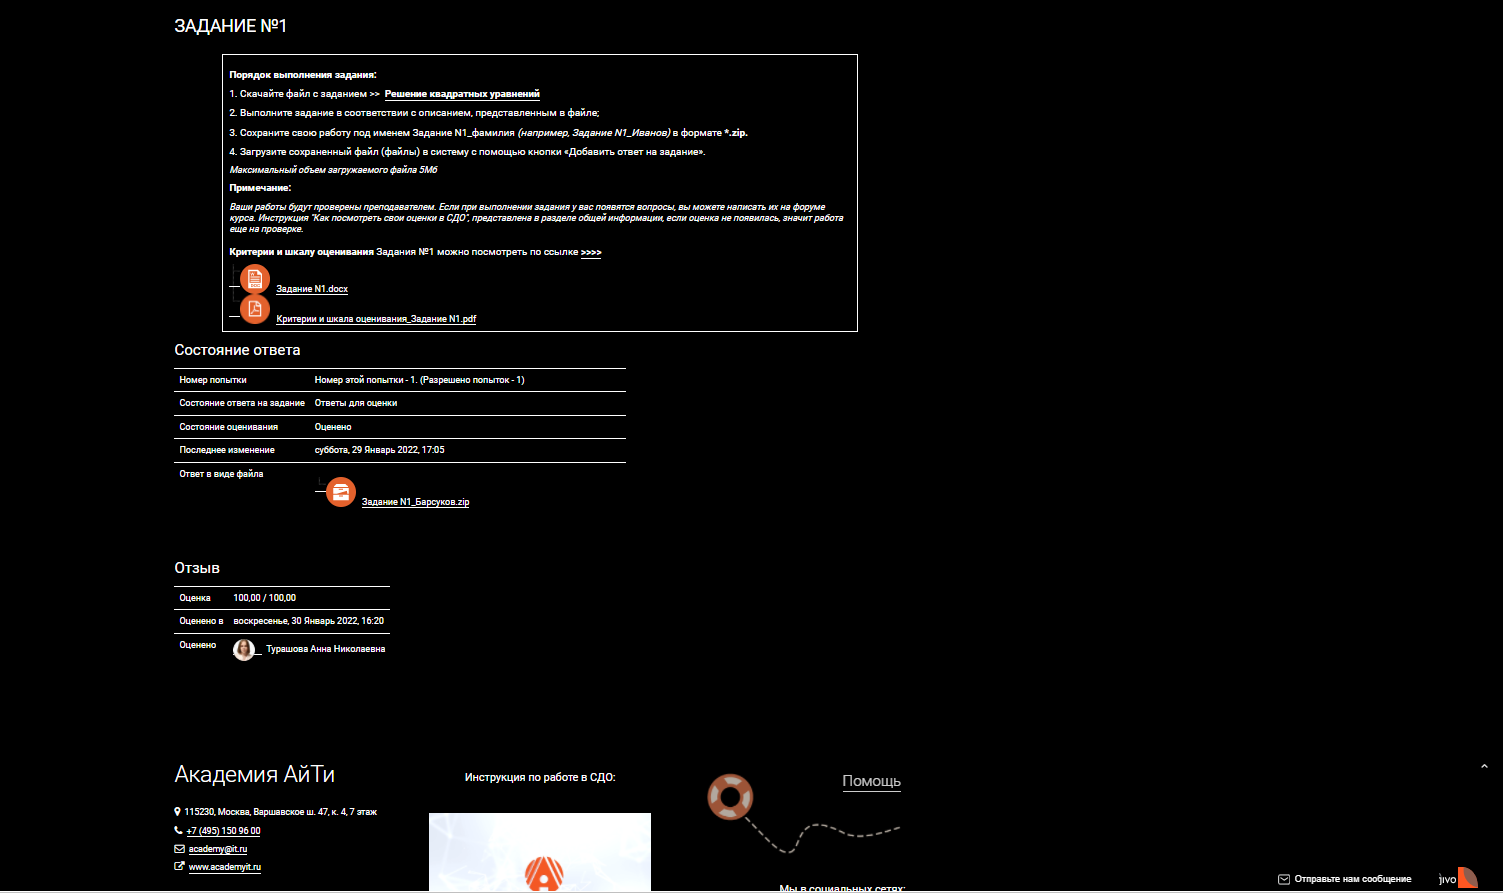 ЗАДАНИЕ №1
Порядок выполнения задания:
1. Скачайте файл с заданием >> Решение квадратных уравнений
2. Выполните задание в соответствии с описанием, представленным в файле;
3. Сохраните свою работу под именем Задание N1_фамилия (например, Задание N1_Иванов) в формате *.zip.
4. Загрузите сохраненный файл (файлы) в систему с помощью кнопки «Добавить ответ на задание».
Максимальный объем загружаемого файла 5Мб
Примечание:
Ваши работы будут проверены преподавателем. Если при выполнении задания у вас появятся вопросы, вы можете написать их на форуме
курса. Инструкция "Как посмотреть свои оценки в СДО", представлена в разделе общей информации, если оценка не появилась, значит работа
еще на проверке.
Критерии и шкалу оценивания Задания №1 можно посмотреть по ссылке >>>>
Задание N1.docx
Критерии и шкала оценивания_Задание N1.pdf
Состояние ответа
Номер попытки Номер этой попытки - 1. (Разрешено попыток - 1)
Состояние ответа на задание Ответы для оценки
Состояние оценивания Оценено
Последнее изменение суббота, 29 Январь 2022, 17:05
Ответ в виде файла
Задание N1_Барсуков.zip
Отзыв
Оценка 100,00 / 100,00
Оценено в воскресенье, 30 Январь 2022, 16:20
Оценено Турашова Анна Николаевна
Академия АйТи
115230, Москва, Варшавское ш. 47, к. 4, 7 этаж
+7 (495) 150 96 00
academy@it.ru
www.academyit.ru
Инструкция по работе в СДО:
Помощь
Мы в социальных сетях:
Отправьте нам сообщение
jivo